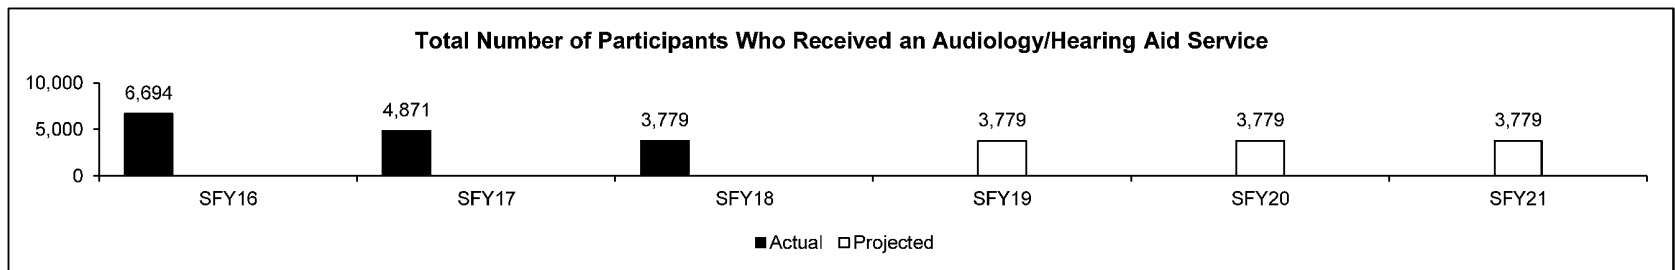 Total Number of Participants Who Received an Audiology/Hearing Aid Service
10,000
5,000
0
6,694
4,871
3,779
3,779
3,779
3,779
SFY16
SFY17
SFY18
SFY19
SFY20
SFY21
Actual
Projected